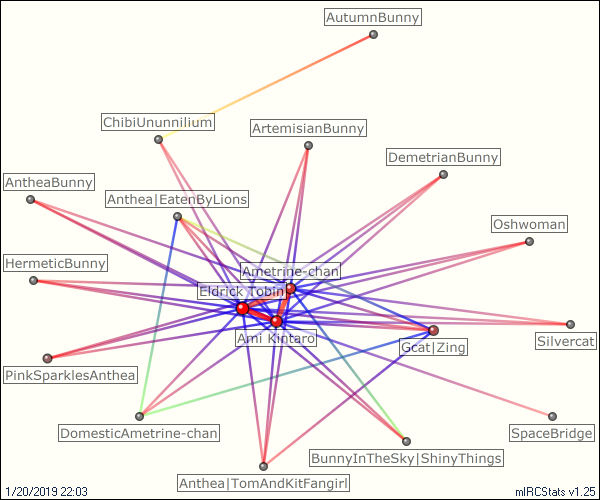 AutumnBunny
ChibiUnunnilium
ArtemisianBunny
DemetrianBunny
AntheaBunny
Anthea|EatenByLions
Oshwoman
HermeticBunny
Ametrine-chan
Eldrick Tobin
Ami Kintaro
Gcat|Zing
Silvercat
PinkSparklesAnthea
DomesticAmetrine-chan
SpaceBridge
BunnyInTheSky|ShinyThings
Anthea|TomAndKitFangirl
1/20/2019 22:03
mIRCStats v1.25